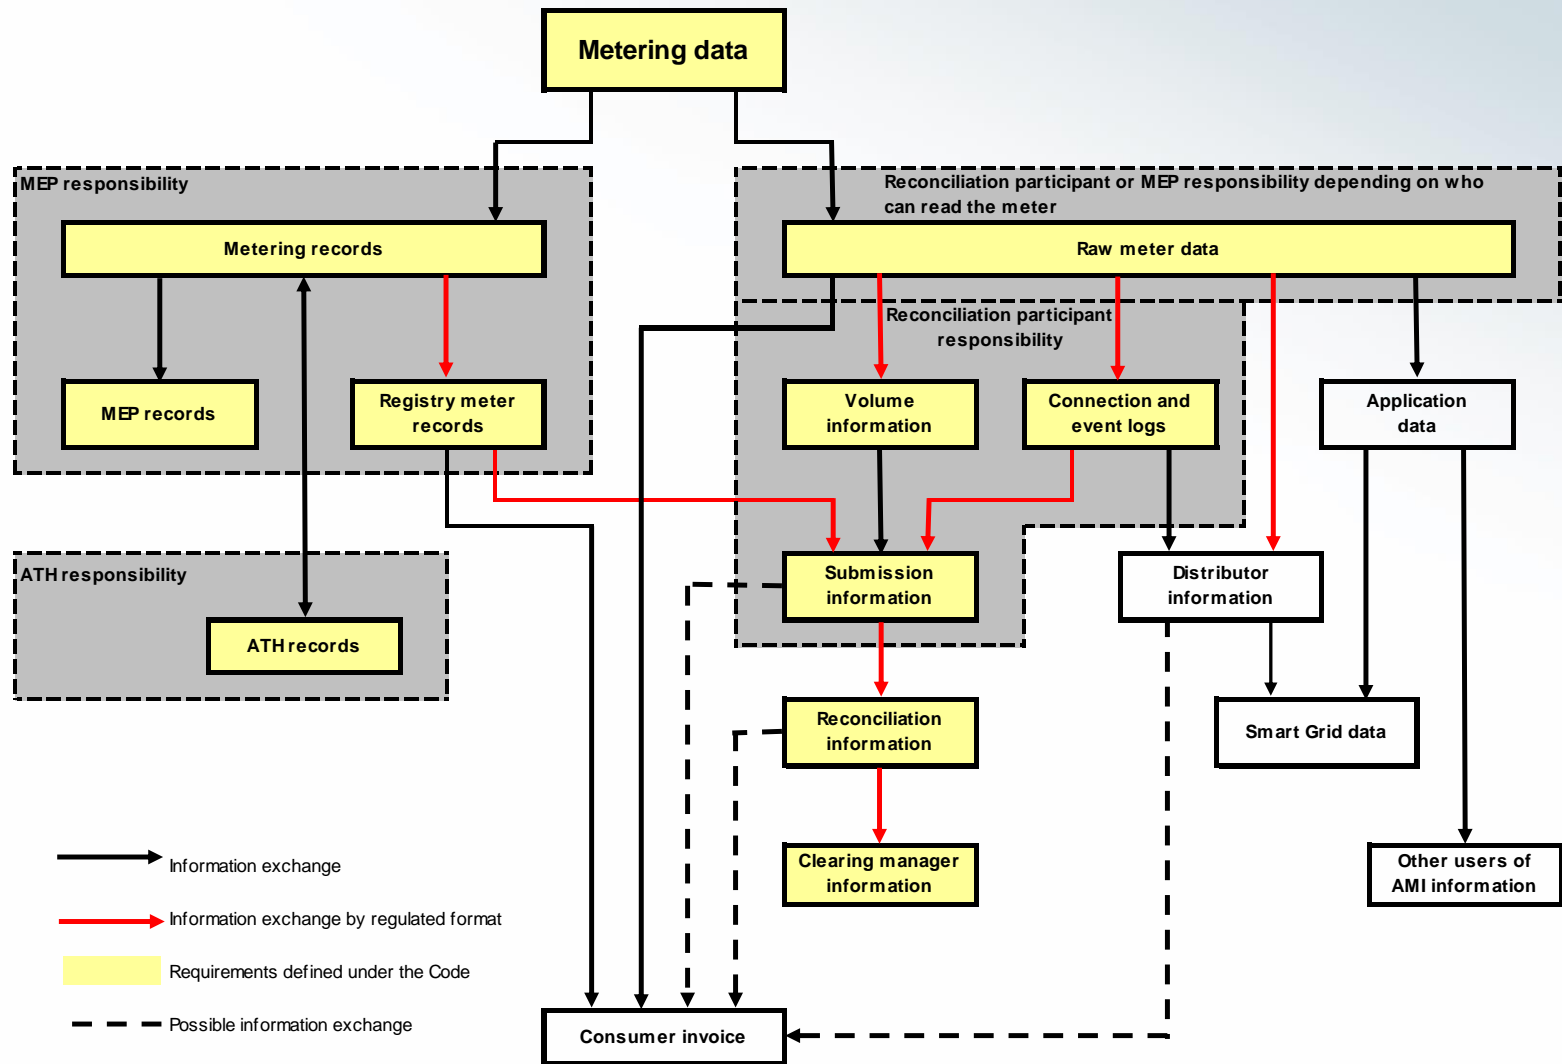 Metering data
MEP responsibility
Reconciliation participant or MEP responsibility depending on who
can read the meter
Metering records
Raw meter data
Reconciliation participant
responsibility
MEP records
Registry meter
records
Volume
information
Connection and
event logs
Application
data
ATH responsibility
Submission
information
Distributor
information
ATH records
Reconciliation
information
Smart Grid data
Clearing manager
information
Other users of
AMI information
Information exchange
Information exchange by regulated format
Requirements defined under the Code
Possible information exchange
Consumer invoice